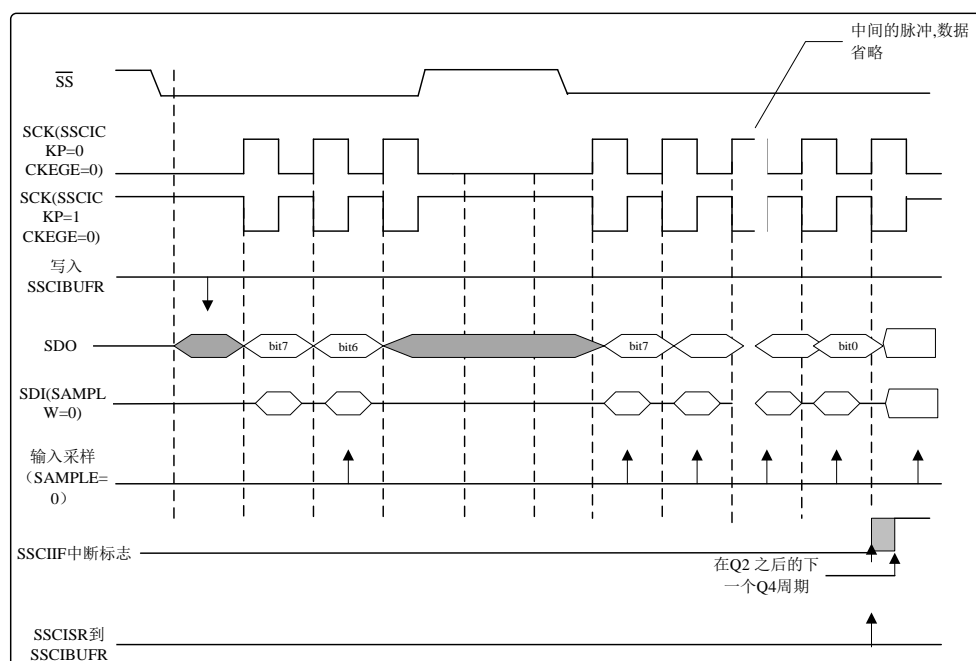 中间的脉冲,数据
省略
SS
SCK(SSCIC
KP=0
CKEGE=0)
SCK(SSCIC
KP=1
CKEGE=0)
写入
SSCIBUFR
SDO
bit7
bit6
bit7
bit0
SDI(SAMPL
W=0)
输入采样
（SAMPLE=
0）
SSCIIF中断标志
在Q2 之后的下
一个Q4周期
SSCISR到
SSCIBUFR